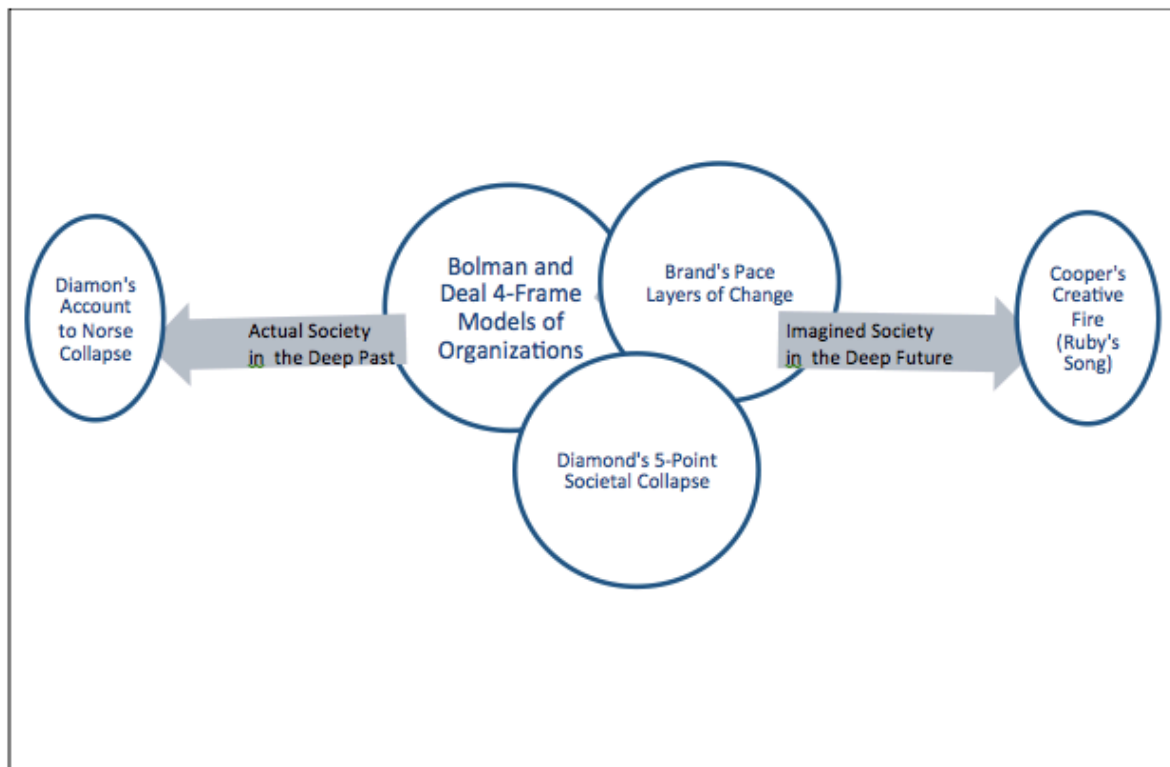 Diamon's
Account
to Norse
Collapse
Actual Society
in the Deep Past
Bolman and
Deal 4-Frame
Models of
Organizations
Brand's Pace
Layers of Change
Diamond's 5-Point
Societal Collapse
Imagined Society
in the Deep Future
Cooper's
Creative
Fire
(Ruby's
Song)